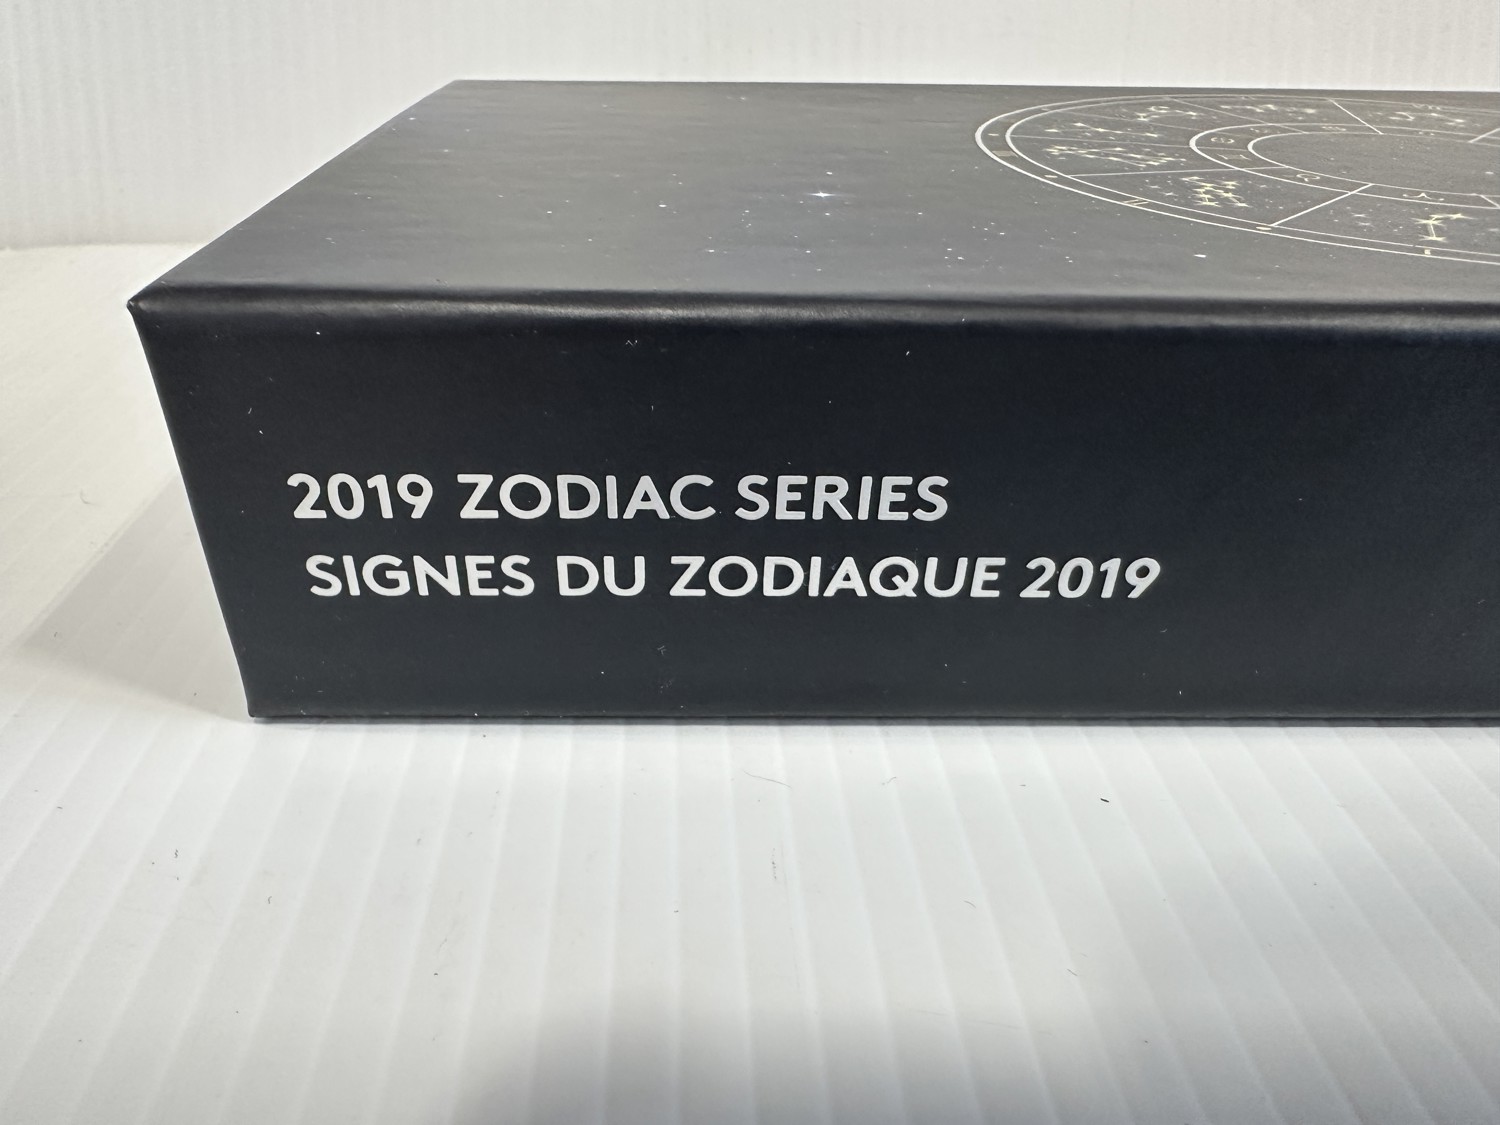 2019 ZODIAC SERIES
SIGNES DU ZODIAQUE 2019